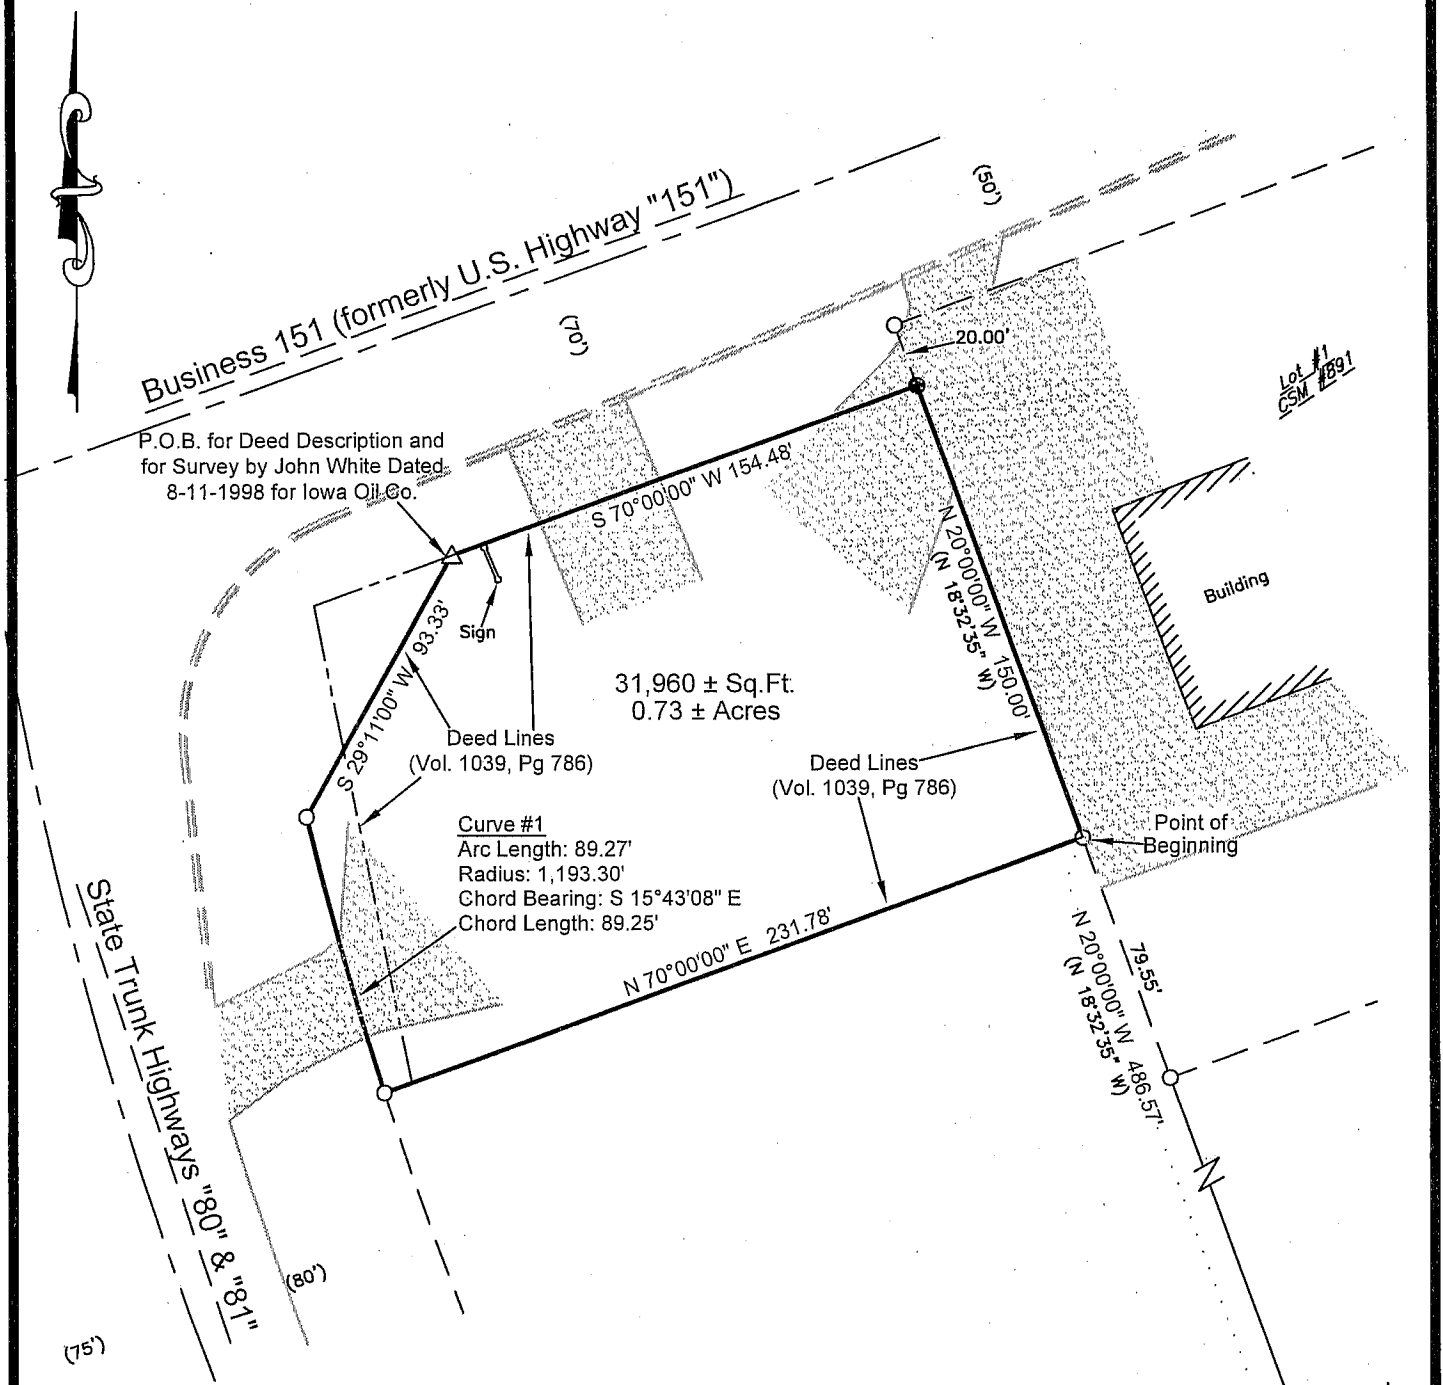 (50')
Business 151 (formerly U.S. Highway "151")
(70')
20.00'
Lot #1
CSM #891
P.O.B. for Deed Description and
for Survey by John White Dated
8-11-1998 for Iowa Oil Co.
S 70°00'00" W 154.48'
N 20°00'00" W 150.00'
(N 18°32'35" W)
Building
S 29°11'00" W 93.33'
Sign
31,960 ± Sq.Ft.
0.73 ± Acres
Deed Lines
(Vol. 1039, Pg 786)
Deed Lines
(Vol. 1039, Pg 786)
Curve #1
Arc Length: 89.27'
Radius: 1,193.30'
Chord Bearing: S 15°43'08" E
Chord Length: 89.25'
Point of
Beginning
N 70°00'00" E 231.78'
79.55'
N 20°00'00" W 486.57'
(N 18°32'35" W)
State Trunk Highways "80" & "81"
(80')
(75')